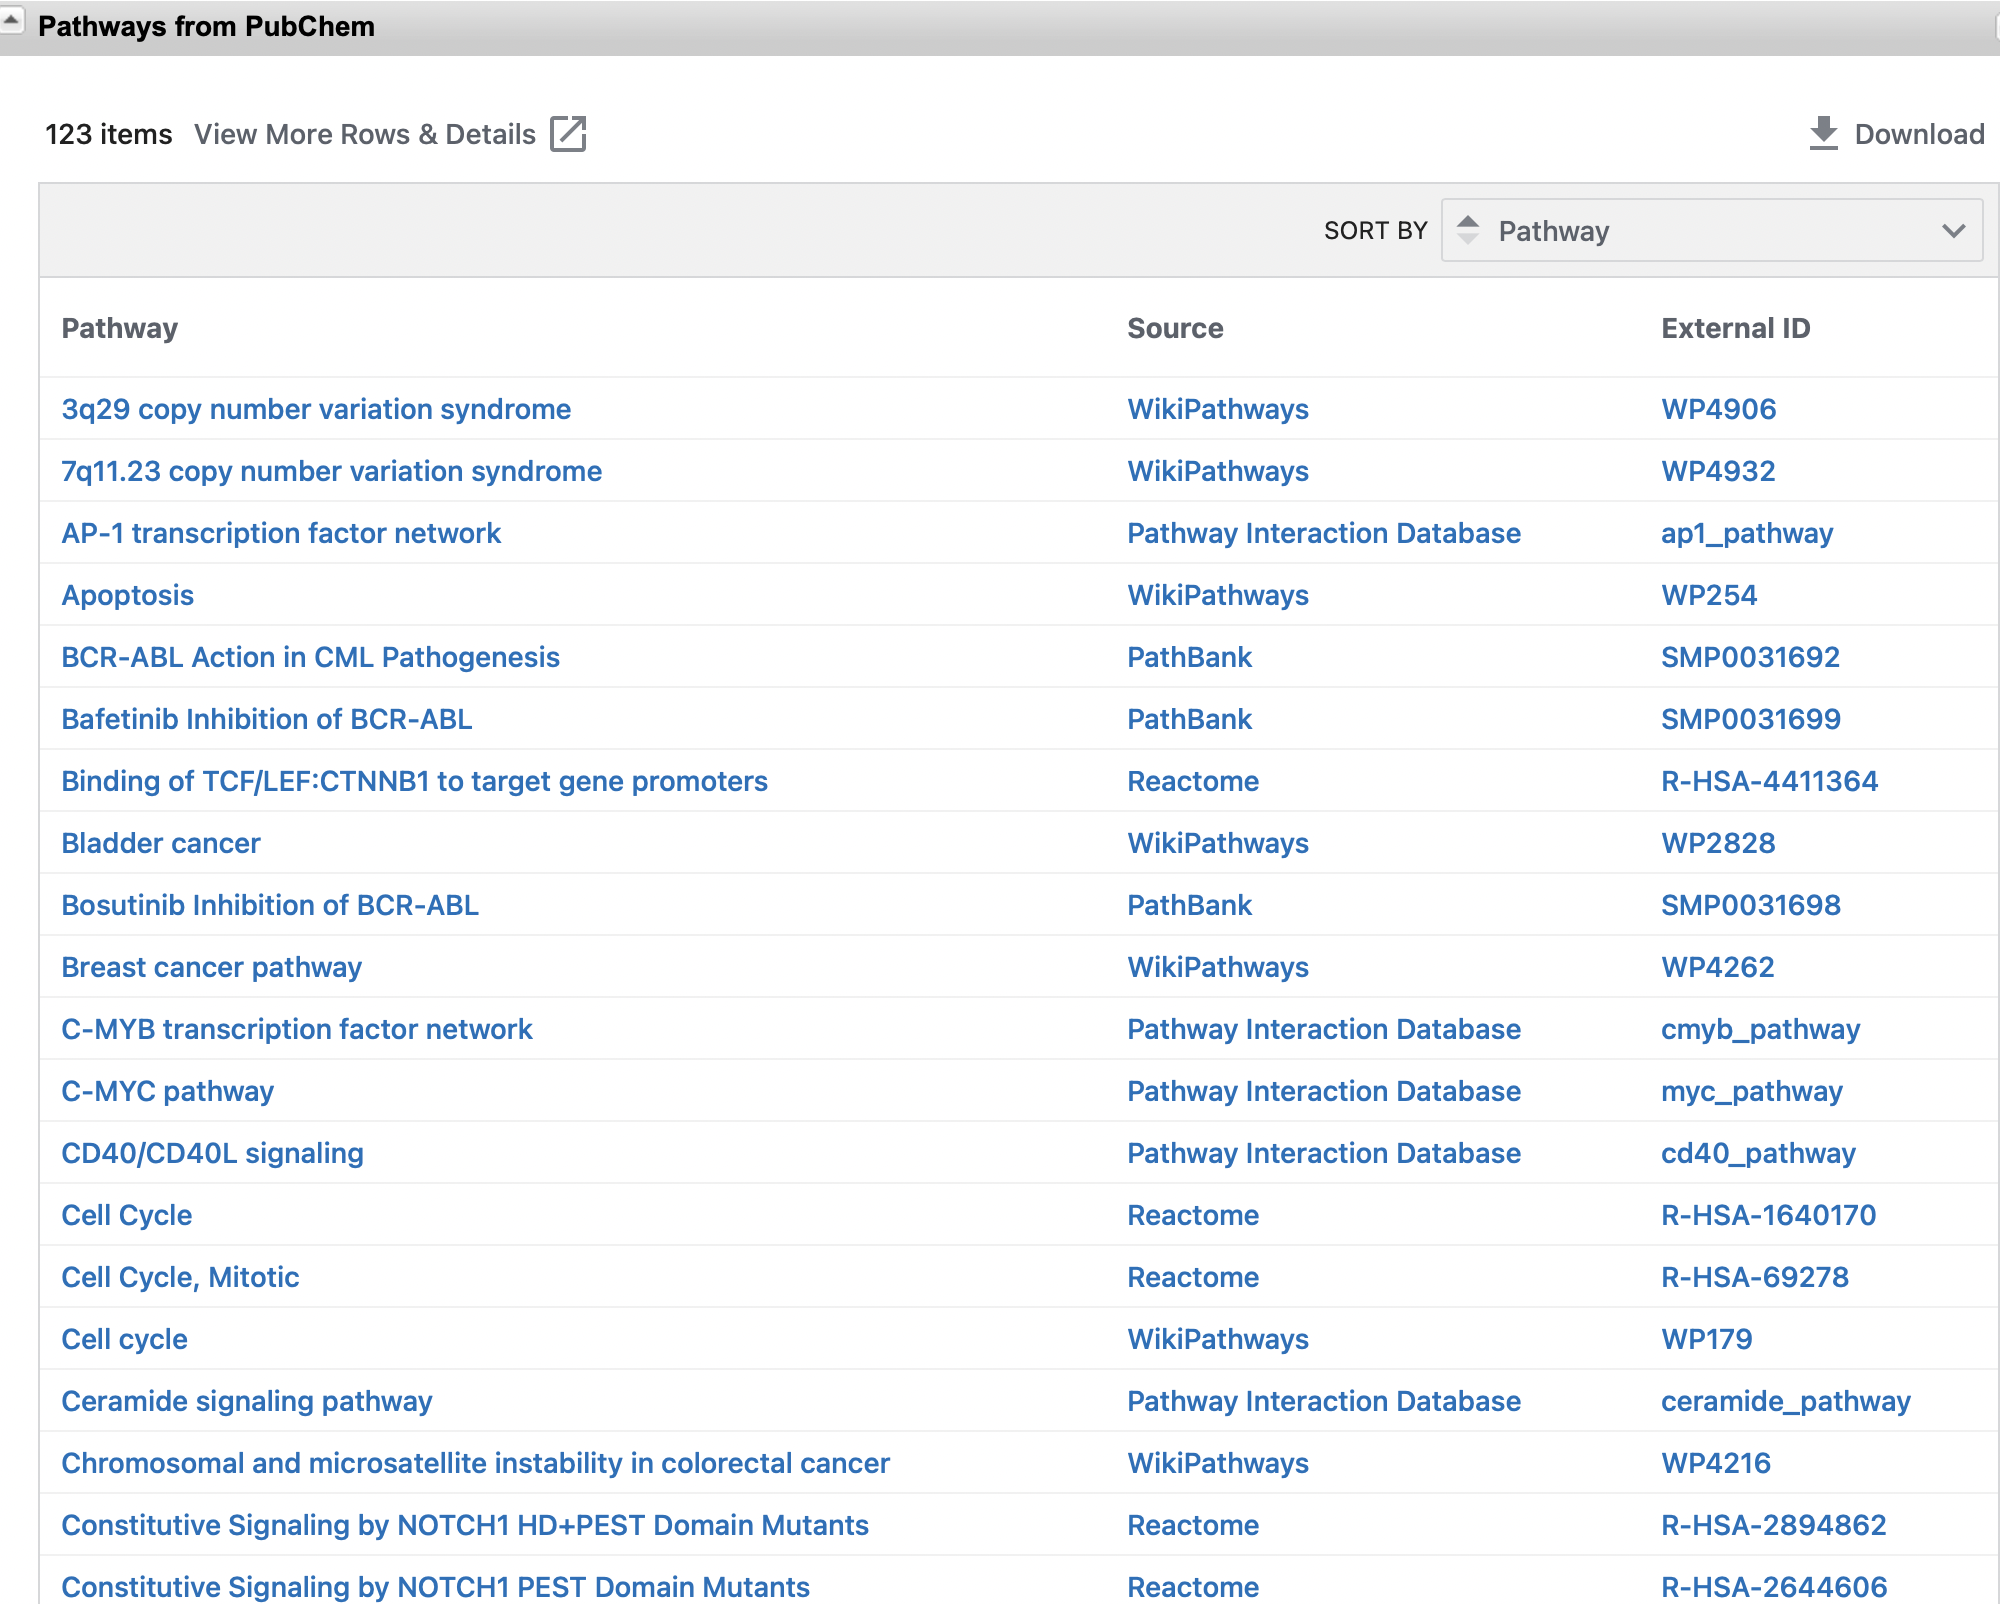 Pathways from PubChem
123 items View More Rows & Details Download
SORT BY Pathway
Pathway Source External ID
3q29 copy number variation syndrome WikiPathways WP4906
7q11.23 copy number variation syndrome WikiPathways WP4932
AP-1 transcription factor network Pathway Interaction Database ap1_pathway
Apoptosis WikiPathways WP254
BCR-ABL Action in CML Pathogenesis PathBank SMP0031692
Bafetinib Inhibition of BCR-ABL PathBank SMP0031699
Binding of TCF/LEF:CTNNB1 to target gene promoters Reactome R-HSA-4411364
Bladder cancer WikiPathways WP2828
Bosutinib Inhibition of BCR-ABL PathBank SMP0031698
Breast cancer pathway WikiPathways WP4262
C-MYB transcription factor network Pathway Interaction Database cmyb_pathway
C-MYC pathway Pathway Interaction Database myc_pathway
CD40/CD40L signaling Pathway Interaction Database cd40_pathway
Cell Cycle Reactome R-HSA-1640170
Cell Cycle, Mitotic Reactome R-HSA-69278
Cell cycle WikiPathways WP179
Ceramide signaling pathway Pathway Interaction Database ceramide_pathway
Chromosomal and microsatellite instability in colorectal cancer WikiPathways WP4216
Constitutive Signaling by NOTCH1 HD+PEST Domain Mutants Reactome R-HSA-2894862
Constitutive Signaling by NOTCH1 PEST Domain Mutants Reactome R-HSA-2644606